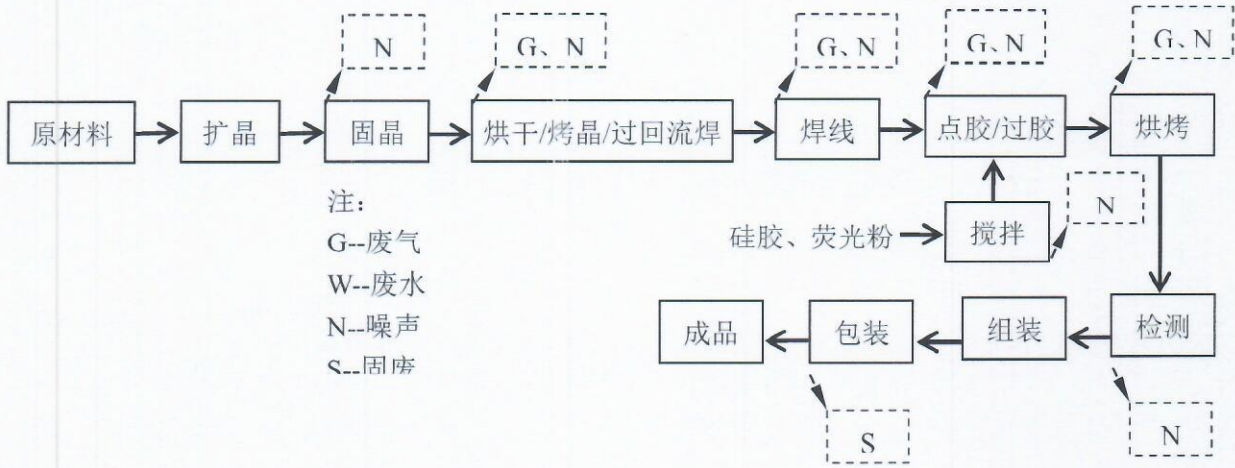 N
G、N
G、N
G、N
G、N
原材料
扩晶
固晶
烘干/烤晶/过回流焊
焊线
点胶/过胶
烘烤
注：
G--废气
W--废水
N--噪声
S--固废
硅胶、荧光粉
搅拌
N
成品
包装
组装
检测
S
N